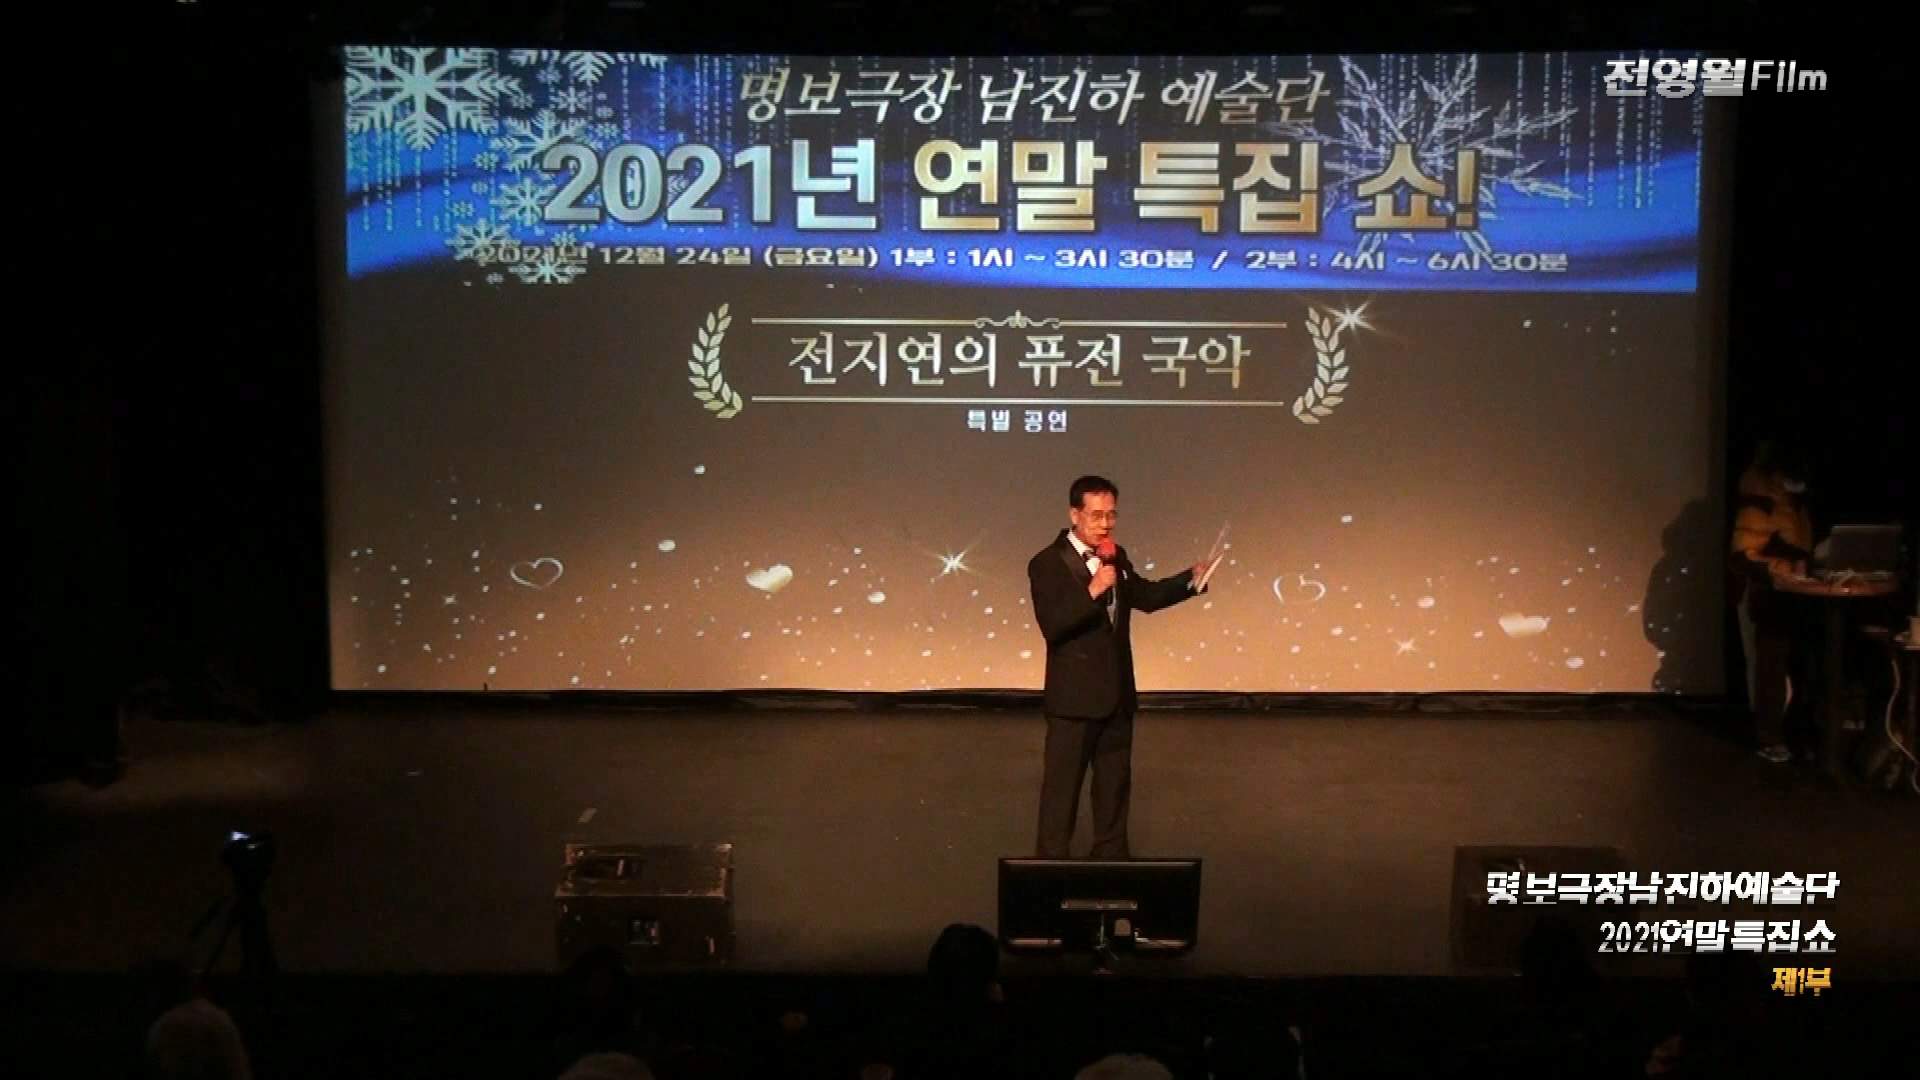 전영월Film
명보극장 남진하 예술단
2021년 연말 특집 쇼!
2021년 12월 24일 (금요일) 1부 : 1시 ~ 3시 30분 / 2부 : 4시 ~ 6시 30분
전지연의 퓨전 국악
특별 공연
명보극장남진하예술단
2021연말특집쇼
제1부